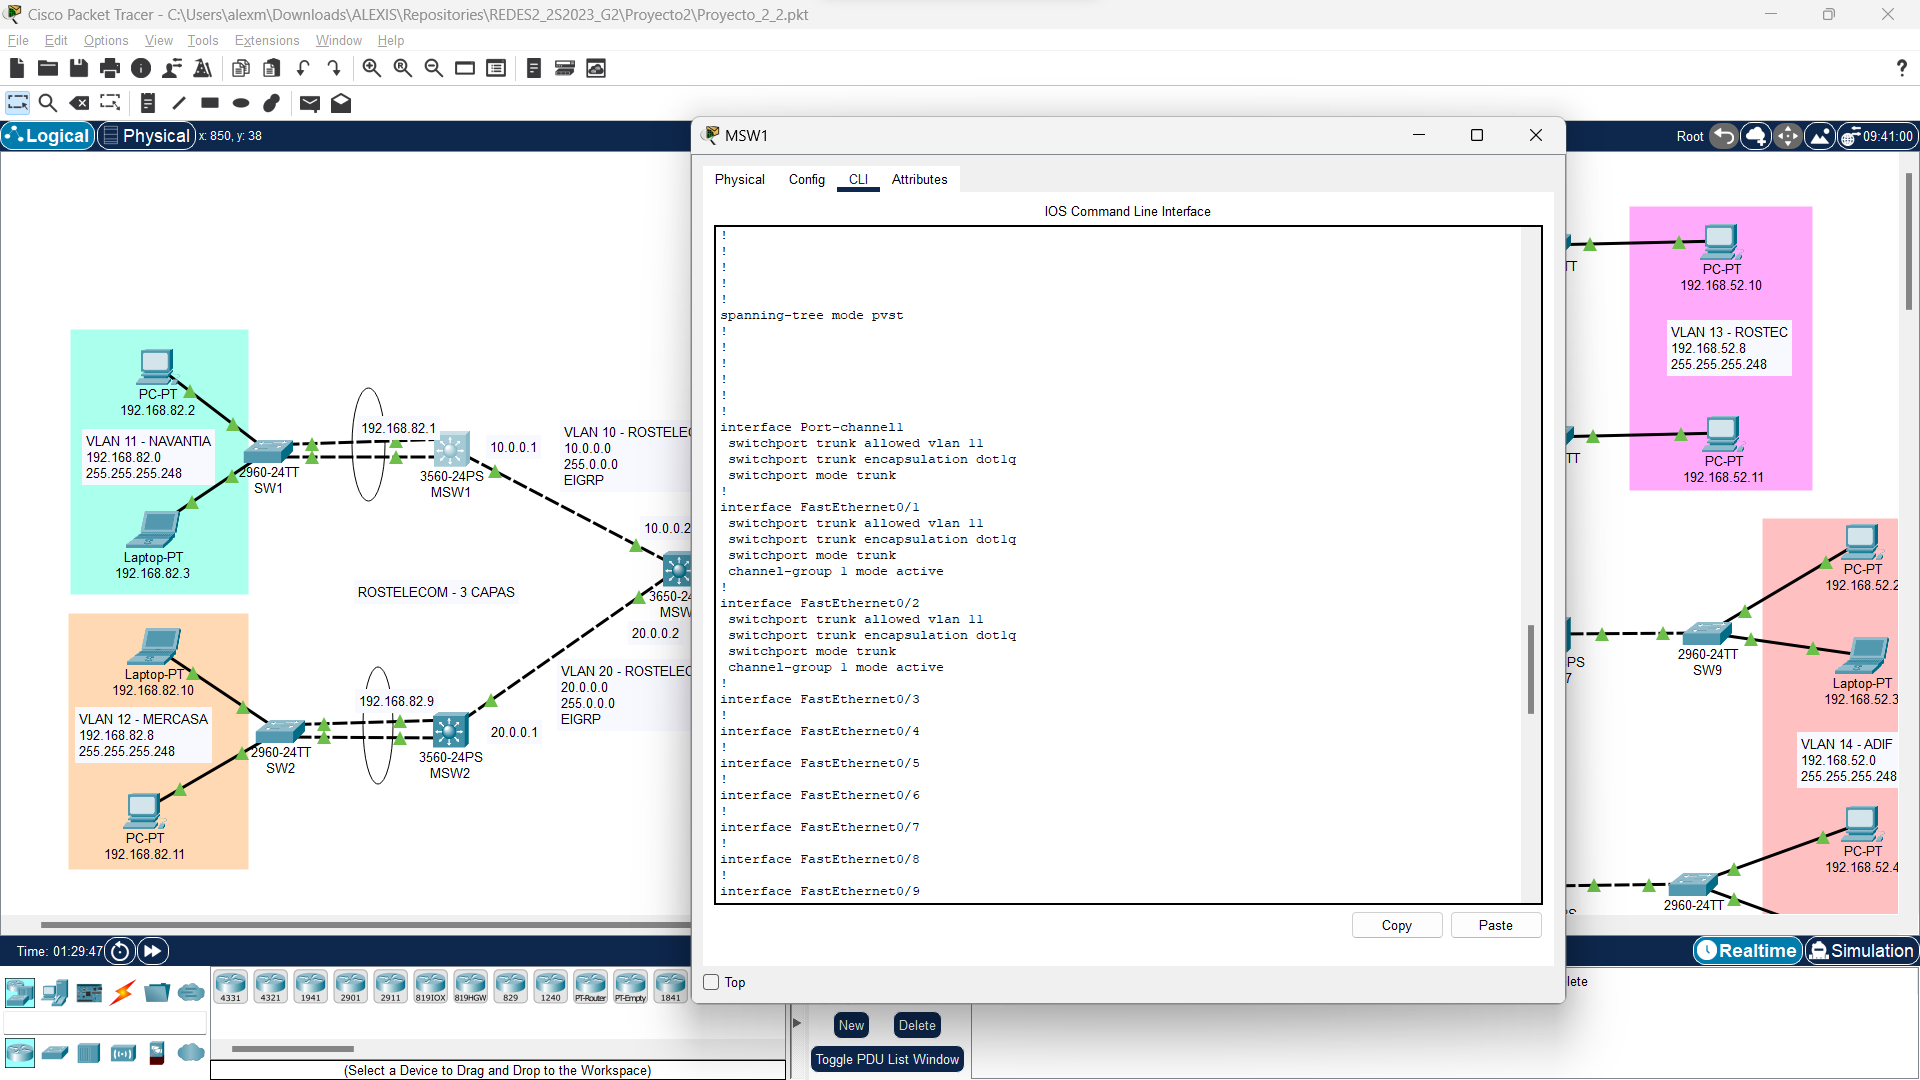 Cisco Packet Tracer - C:\Users\alexm\Downloads\ALEXIS\Repositories\REDES2_2S2023_G2\Proyecto2\Proyecto_2_2.pkt
File Edit Options View Tools Extensions Window Help
Logical Physical x: 850, y: 38
Root 09:41:00
PC-PT
192.168.82.2
VLAN 11 - NAVANTIA
192.168.82.0
255.255.255.248
Laptop-PT
192.168.82.3
2960-24TT
SW1
192.168.82.1
3560-24PS
MSW1
10.0.0.1
VLAN 10 - ROSTELEC
10.0.0.0
255.0.0.0
EIGRP
10.0.0.2
ROSTELECOM - 3 CAPAS
3650-24
MSW
20.0.0.2
Laptop-PT
192.168.82.10
VLAN 12 - MERCASA
192.168.82.8
255.255.255.248
PC-PT
192.168.82.11
2960-24TT
SW2
192.168.82.9
3560-24PS
MSW2
20.0.0.1
VLAN 20 - ROSTELEC
20.0.0.0
255.0.0.0
EIGRP
MSW1
Physical Config CLI Attributes
IOS Command Line Interface
!
!
!
!
!
spanning-tree mode pvst
!
!
!
!
!
!
interface Port-channel1
switchport trunk allowed vlan 11
switchport trunk encapsulation dot1q
switchport mode trunk
!
interface FastEthernet0/1
switchport trunk allowed vlan 11
switchport trunk encapsulation dot1q
switchport mode trunk
channel-group 1 mode active
!
interface FastEthernet0/2
switchport trunk allowed vlan 11
switchport trunk encapsulation dot1q
switchport mode trunk
channel-group 1 mode active
!
interface FastEthernet0/3
!
interface FastEthernet0/4
!
interface FastEthernet0/5
!
interface FastEthernet0/6
!
interface FastEthernet0/7
!
interface FastEthernet0/8
!
interface FastEthernet0/9
Copy Paste
Top
TT
PC-PT
192.168.52.10
VLAN 13 - ROSTEC
192.168.52.8
255.255.255.248
TT
PC-PT
192.168.52.11
PC-PT
192.168.52.2
PS
7
2960-24TT
SW9
Laptop-PT
192.168.52.3
VLAN 14 - ADIF
192.168.52.0
255.255.255.248
PC-PT
192.168.52.4
2960-24TT
Time: 01:29:47
Realtime Simulation
4331 4321 1941 2901 2911 819IOX 819HGW 829 1240 PT-Router PT-Empty 1841
lete
New Delete
Toggle PDU List Window
(Select a Device to Drag and Drop to the Workspace)